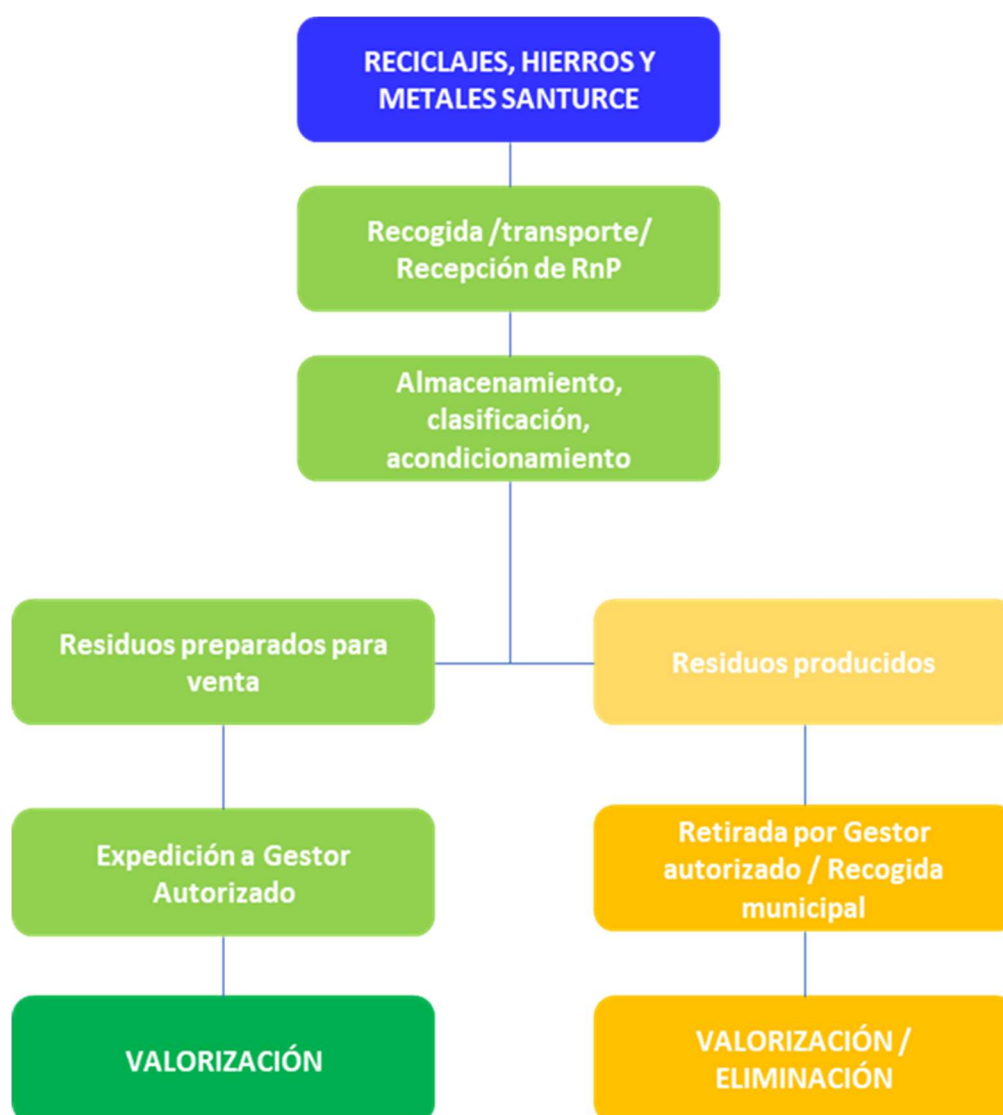 RECICLAJES, HIERROS Y
METALES SANTURCE
Recogida /transporte/
Recepción de RnP
Almacenamiento,
clasificación,
acondicionamiento
Residuos preparados para
venta
Residuos producidos
Expedición a Gestor
Autorizado
Retirada por Gestor
autorizado / Recogida
municipal
VALORIZACIÓN
VALORIZACIÓN /
ELIMINACIÓN